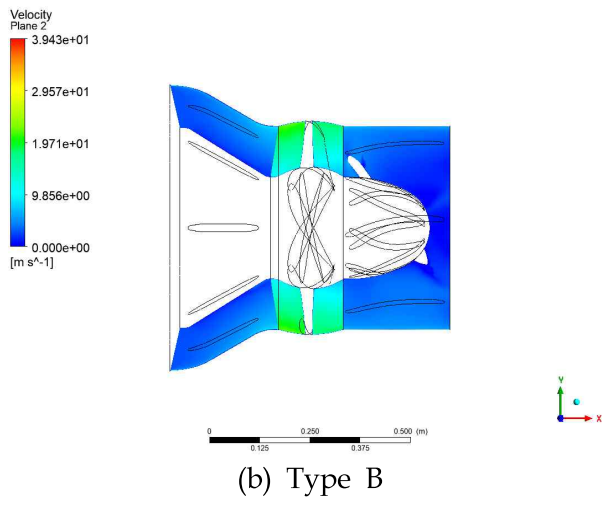 Velocity
Plane 2
3.943e+01
2.957e+01
1.971e+01
9.856e+00
0.000e+00
[m s^-1]
Y
X
0 0.250 0.500 (m)
0.125 0.375
(b) Type B